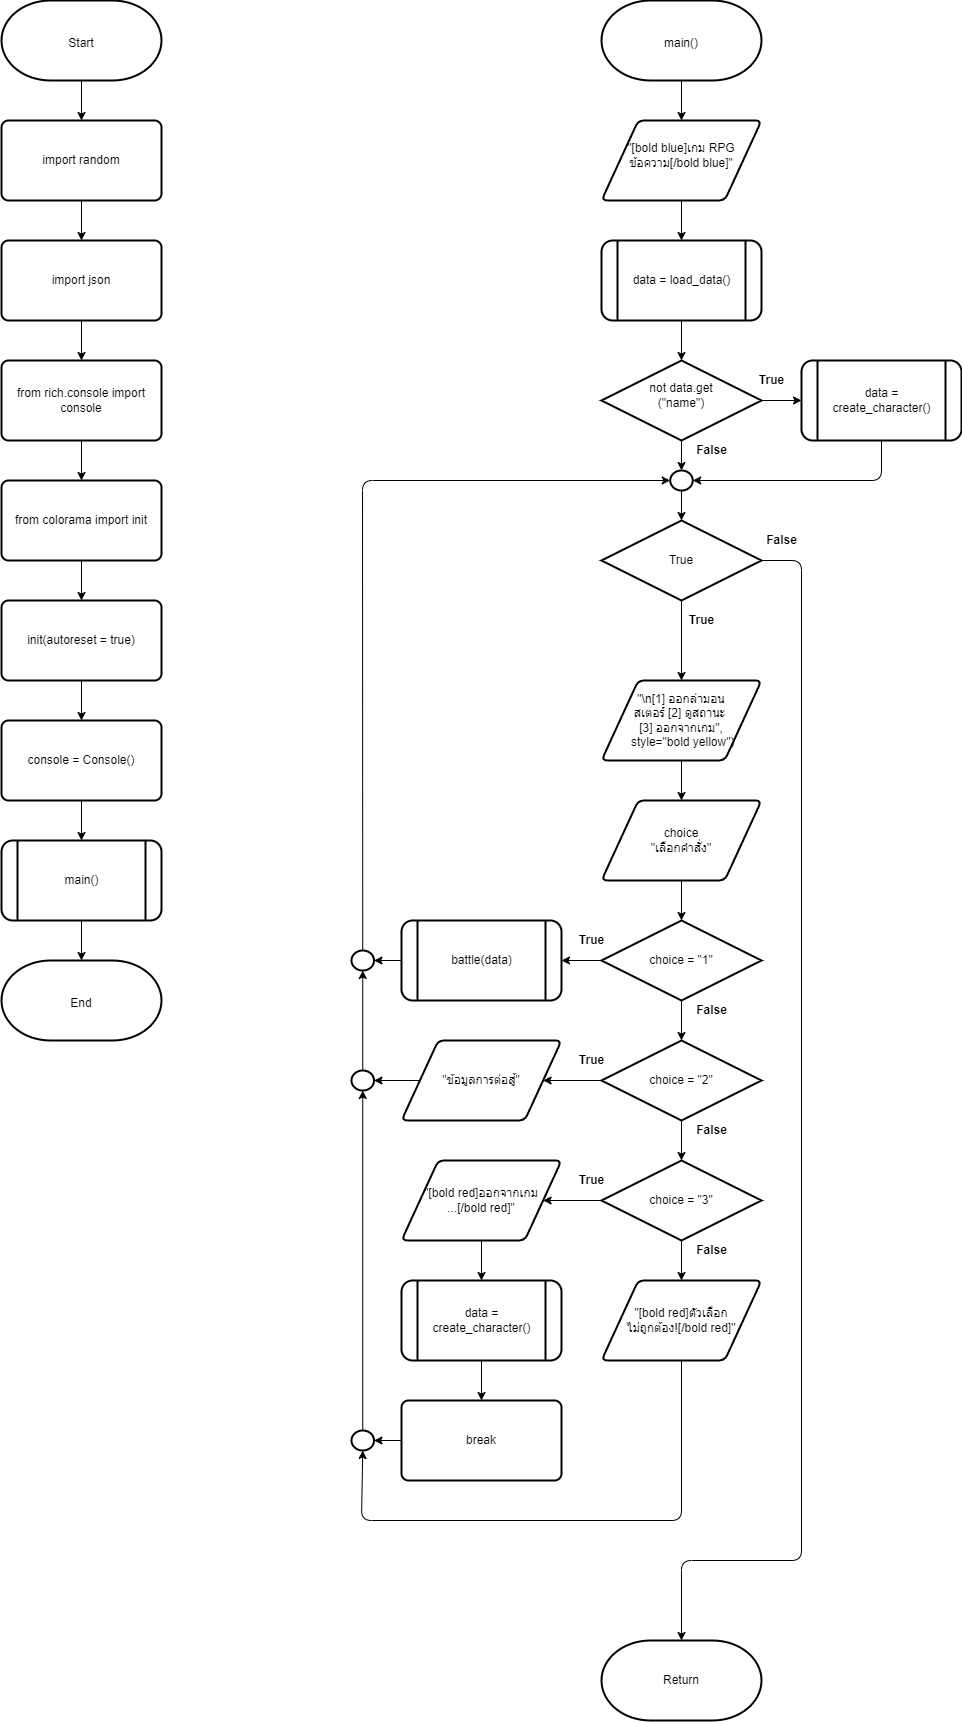 Start
import random
import json
from rich.console import import
console
from colorama import init
init(autoreset = true)
console = Console()
main()
End
main()
"[bold blue]เกม RPG
ข้อความ[/bold blue]"
data = load_data()
not data.get
("name")
True
data =
create_character()
False
True
False
True
"\n[1] ออกล่ามอน
สเตอร์ [2] ดูสถานะ
[3] ออกจากเกม",
style="bold yellow")
choice
"เลือกคำสั่ง"
choice = "1"
True
battle(data)
False
choice = "2"
True
"ข้อมูลการต่อสู้"
False
choice = "3"
True
"[bold red]ออกจากเกม
...[/bold red]"
False
data =
create_character()
"[bold red]ตัวเลือก
ไม่ถูกต้อง![/bold red]"
break
Return